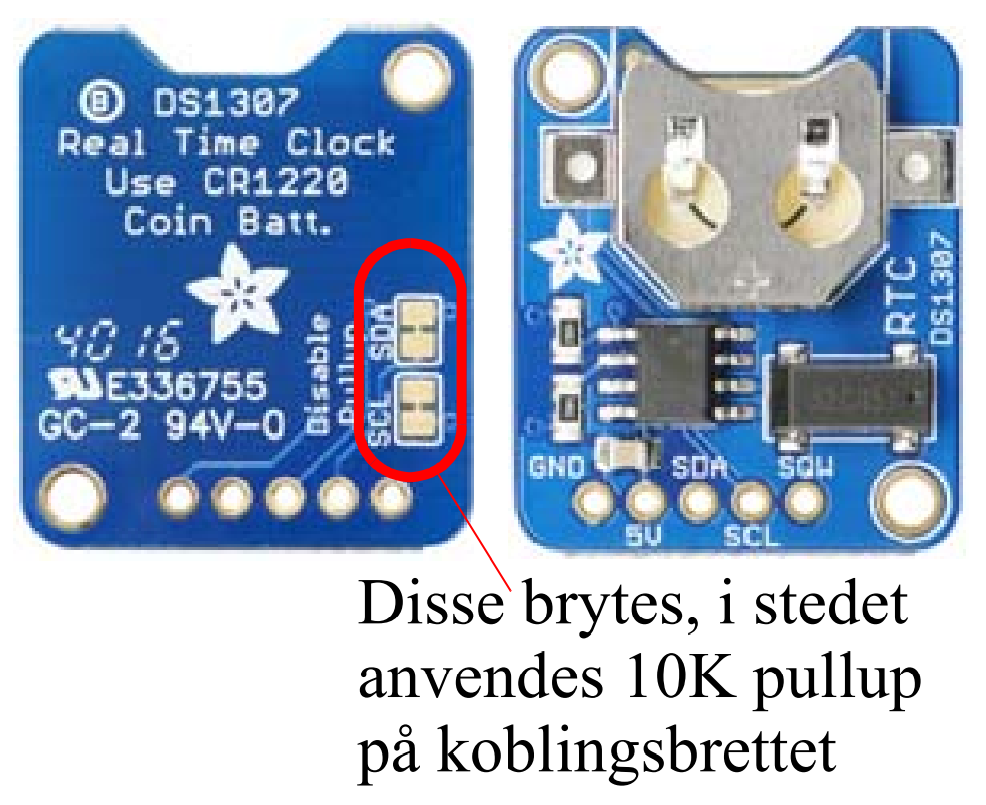 B DS1307
Real Time Clock
Use CR1220
Coin Batt.
4016
E336755
GC-2 94V-0
Disable
Pullup
SDA
SCL
RTC
DS1307
GND
SDA
SQW
5V
SCL
Disse brytes, i stedet
anvendes 10K pullup
på koblingsbrettet